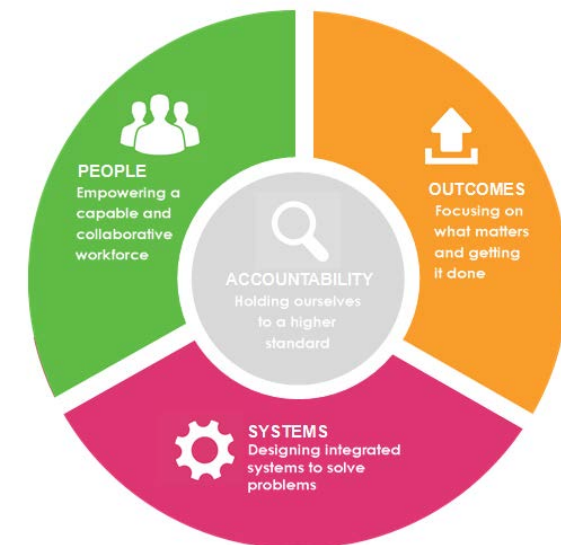 PEOPLE
Empowering a
capable and
collaborative
workforce
OUTCOMES
Focusing on
what matters
and getting
it done
ACCOUNTABILITY
Holding ourselves
to a higher
standard
SYSTEMS
Designing integrated
systems to solve
problems